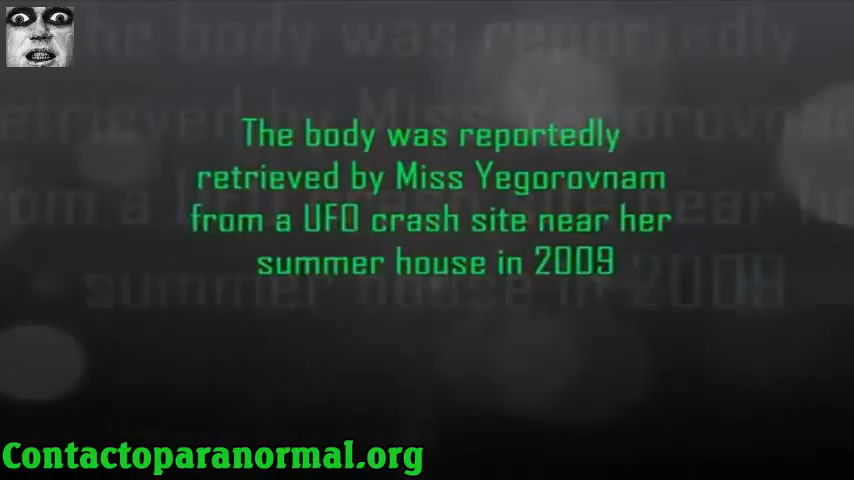 The body was reportedly
retrieved by Miss Yegorovnam
from a UFO crash site near her
summer house in 2009
Contactoparanormal.org